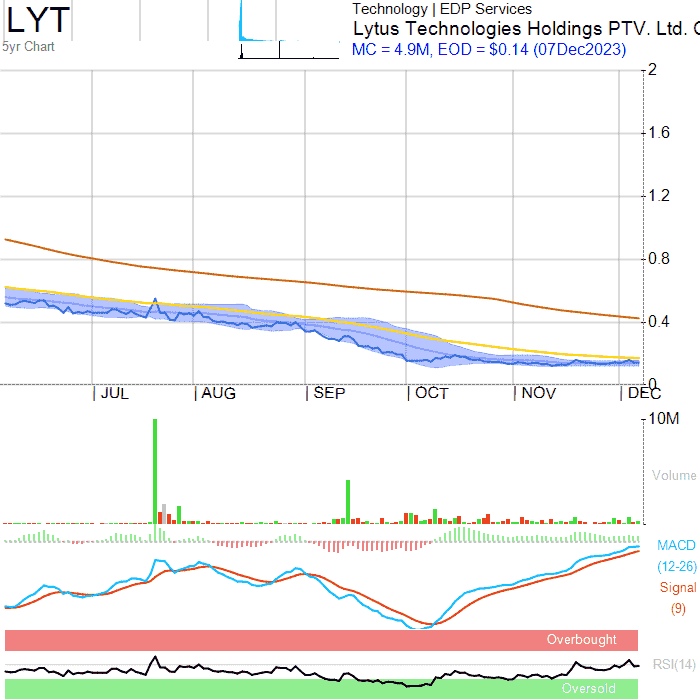 LYT
5yr Chart
Technology | EDP Services
Lytus Technologies Holdings PTV. Ltd. C
MC = 4.9M, EOD = $0.14 (07Dec2023)
2
1.6
1.2
0.8
0.4
0
JUL AUG SEP OCT NOV DEC
10M
Volume
MACD
(12-26)
Signal
(9)
Overbought
RSI(14)
Oversold